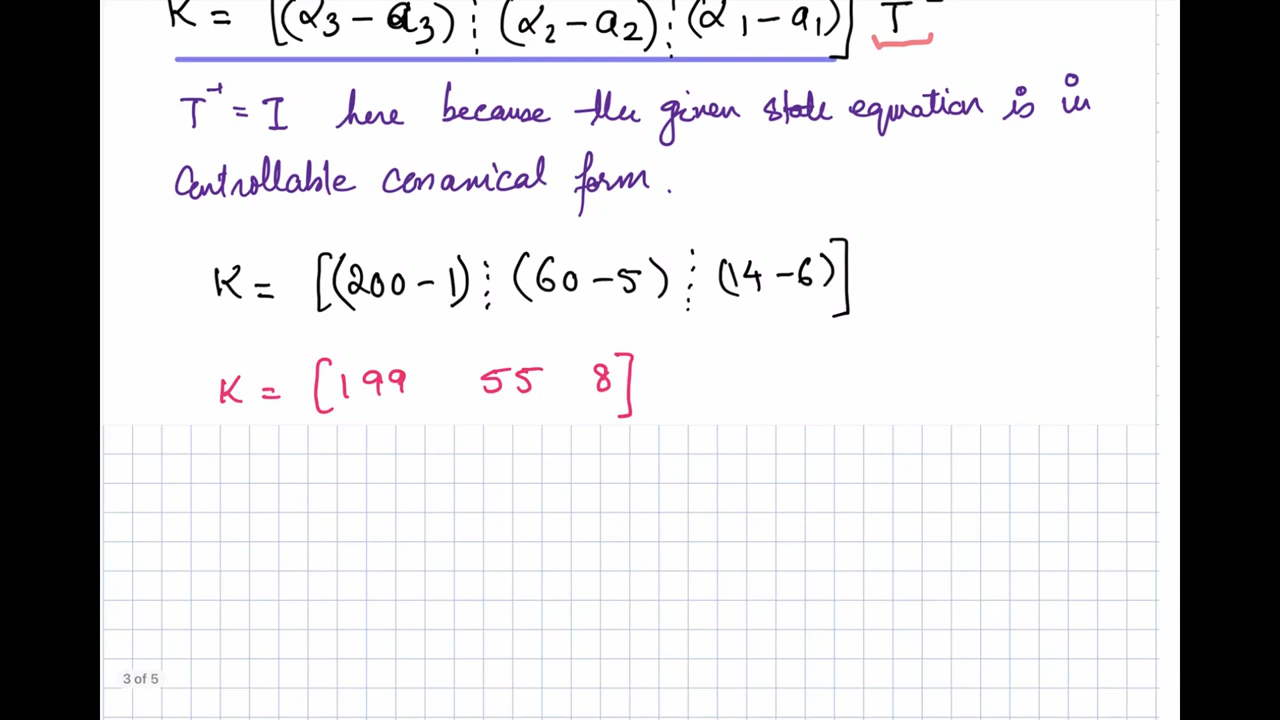 K = [(α₃ − a₃) ⋮ (α₂ − a₂) ⋮ (α₁ − a₁)] T⁻
T⁻¹ = I here because the given state equation is in
Controllable conanical form.
K = [(200 − 1) ⋮ (60 − 5) ⋮ (14 − 6)]
K = [199 55 8]
3 of 5